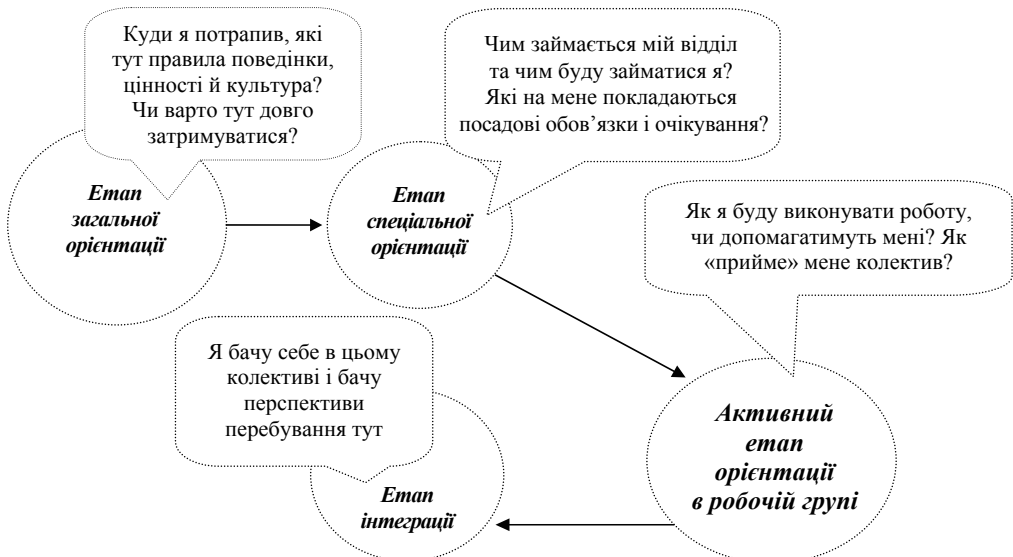 Куди я потрапив, які
тут правила поведінки,
цінності й культура?
Чи варто тут довго
затримуватися?
Етап
загальної
орієнтації
Чим займається мій відділ
та чим буду займатися я?
Які на мене покладаються
посадові обов’язки і очікування?
Етап
спеціальної
орієнтації
Як я буду виконувати роботу,
чи допомагатимуть мені? Як
«прийме» мене колектив?
Активний
етап
орієнтації
в робочій групі
Я бачу себе в цьому
колективі і бачу
перспективи
перебування тут
Етап
інтеграції